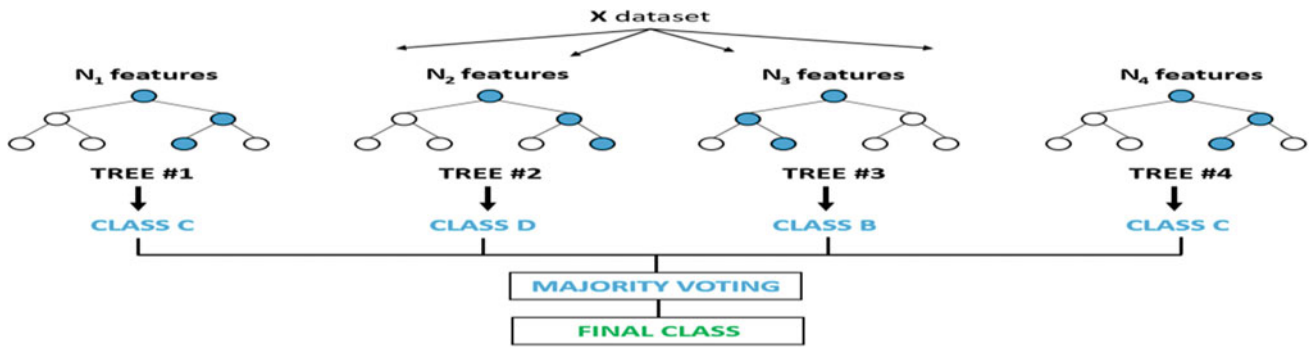 X dataset
N₁ features N₂ features N₃ features N₄ features
TREE #1 TREE #2 TREE #3 TREE #4
CLASS C CLASS D CLASS B CLASS C
MAJORITY VOTING
FINAL CLASS